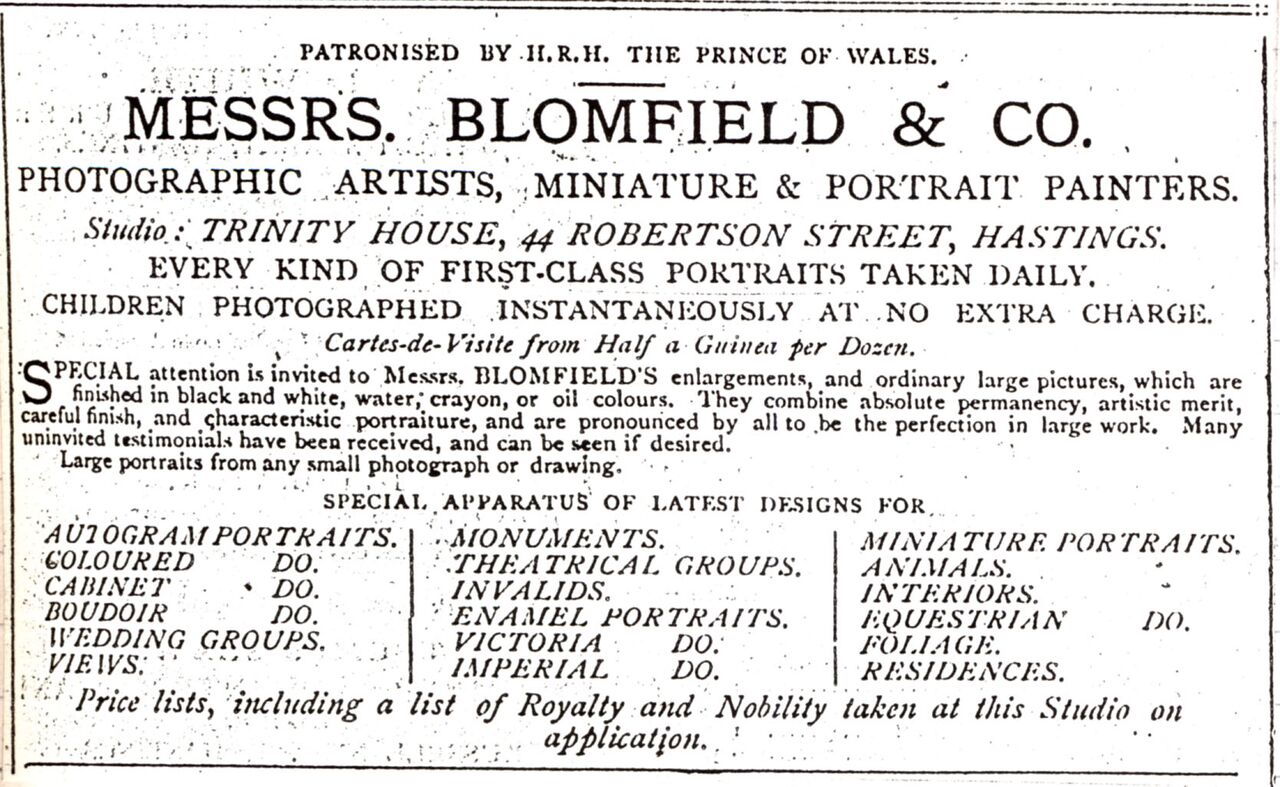 PATRONISED BY H.R.H. THE PRINCE OF WALES.
MESSRS. BLOMFIELD & CO.
PHOTOGRAPHIC ARTISTS, MINIATURE & PORTRAIT PAINTERS.
Studio: TRINITY HOUSE, 44 ROBERTSON STREET, HASTINGS.
EVERY KIND OF FIRST-CLASS PORTRAITS TAKEN DAILY.
CHILDREN PHOTOGRAPHED INSTANTANEOUSLY AT NO EXTRA CHARGE.
Cartes-de-Visite from Half a Guinea per Dozen.
SPECIAL attention is invited to Messrs. BLOMFIELD'S enlargements, and ordinary large pictures, which are
finished in black and white, water, crayon, or oil colours. They combine absolute permanency, artistic merit,
careful finish, and characteristic portraiture, and are pronounced by all to be the perfection in large work. Many
uninvited testimonials have been received, and can be seen if desired.
Large portraits from any small photograph or drawing.
SPECIAL APPARATUS OF LATEST DESIGNS FOR
AUTOGRAM PORTRAITS.
COLOURED DO.
CABINET DO.
BOUDOIR DO.
WEDDING GROUPS.
VIEWS.
MONUMENTS.
THEATRICAL GROUPS.
INVALIDS.
ENAMEL PORTRAITS.
VICTORIA DO.
IMPERIAL DO.
MINIATURE PORTRAITS.
ANIMALS.
INTERIORS.
EQUESTRIAN DO.
FOLIAGE.
RESIDENCES.
Price lists, including a list of Royalty and Nobility taken at this Studio on
application.